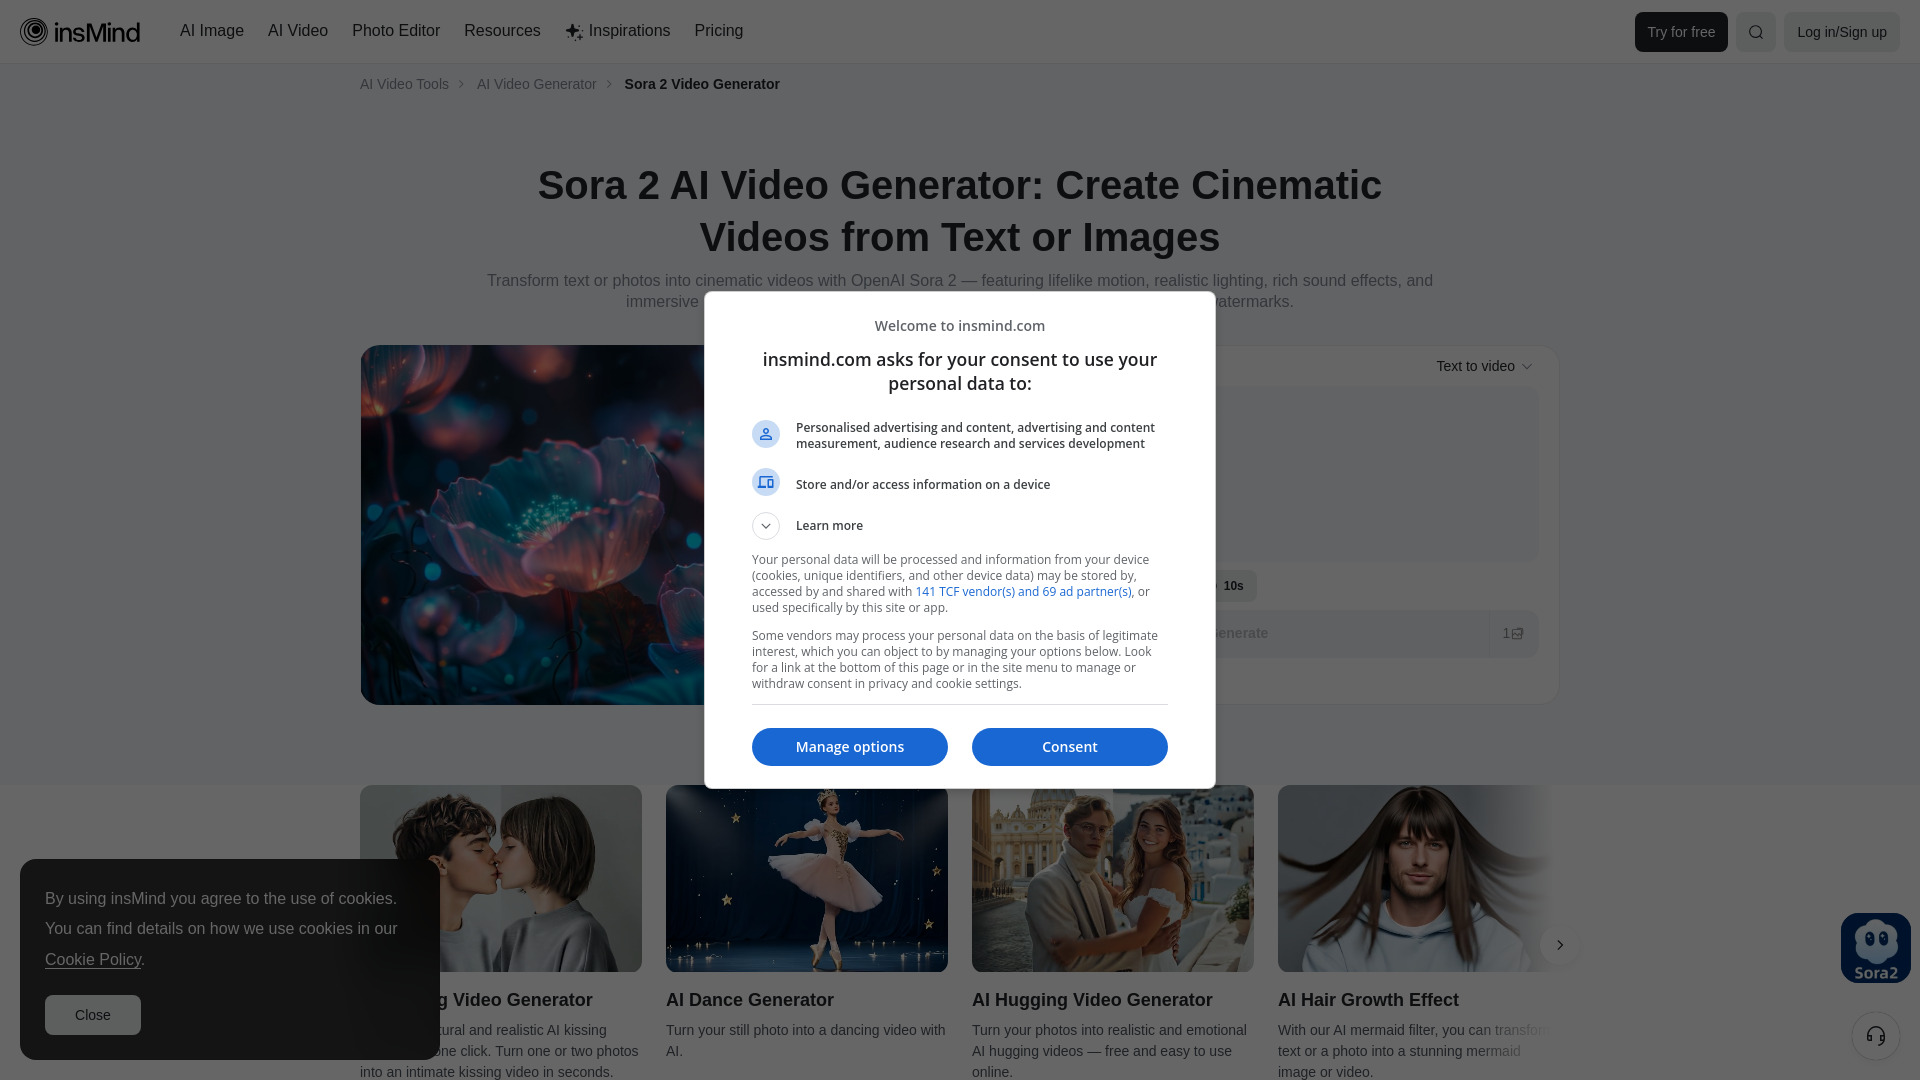 insMind
AI Image
AI Video
Photo Editor
Resources
Inspirations
Pricing
Try for free
Log in/Sign up
AI Video Tools
AI Video Generator
Sora 2 Video Generator
Sora 2 AI Video Generator: Create Cinematic
Videos from Text or Images
Transform text or photos into cinematic videos with OpenAI Sora 2 — featuring lifelike motion, realistic lighting, rich sound effects, and
immersive
Welcome to insmind.com
insmind.com asks for your consent to use your
personal data to:
Personalised advertising and content, advertising and content
measurement, audience research and services development
Store and/or access information on a device
Learn more
Your personal data will be processed and information from your device
(cookies, unique identifiers, and other device data) may be stored by,
accessed by and shared with 141 TCF vendor(s) and 69 ad partner(s), or
used specifically by this site or app.
Some vendors may process your personal data on the basis of legitimate
interest, which you can object to by managing your options below. Look
for a link at the bottom of this page or in the site menu to manage or
withdraw consent in privacy and cookie settings.
Manage options
Consent
Text to video
10s
1
By using insMind you agree to the use of cookies.
You can find details on how we use cookies in our
Cookie Policy.
Close
Video Generator
and realistic AI kissing
click. Turn one or two photos
into an intimate kissing video in seconds.
AI Dance Generator
Turn your still photo into a dancing video with
AI.
AI Hugging Video Generator
Turn your photos into realistic and emotional
AI hugging videos — free and easy to use
online.
AI Hair Growth Effect
With our AI mermaid filter, you can transform
text or a photo into a stunning mermaid
image or video.
Sora2